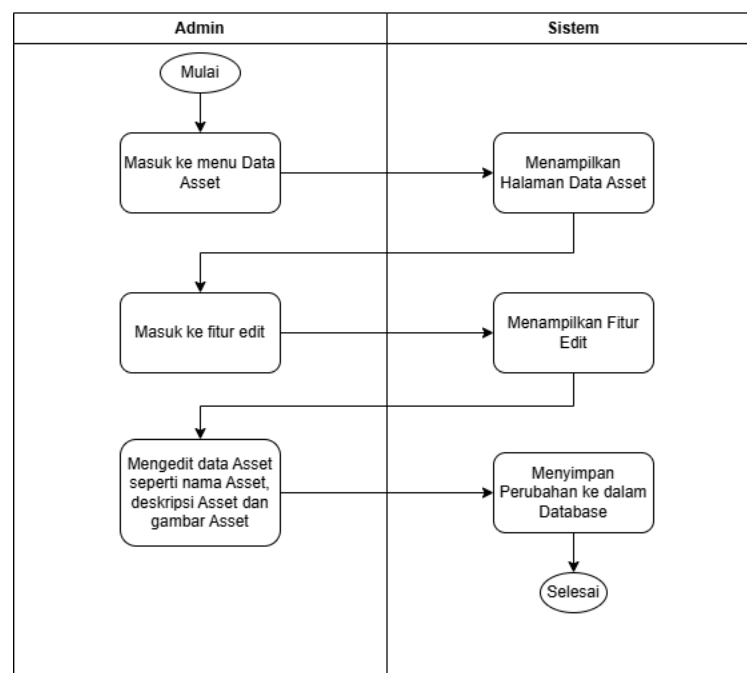 Admin
Sistem
Mulai
Masuk ke menu Data
Asset
Menampilkan
Halaman Data Asset
Masuk ke fitur edit
Menampilkan Fitur
Edit
Mengedit data Asset
seperti nama Asset,
deskripsi Asset dan
gambar Asset
Menyimpan
Perubahan ke dalam
Database
Selesai